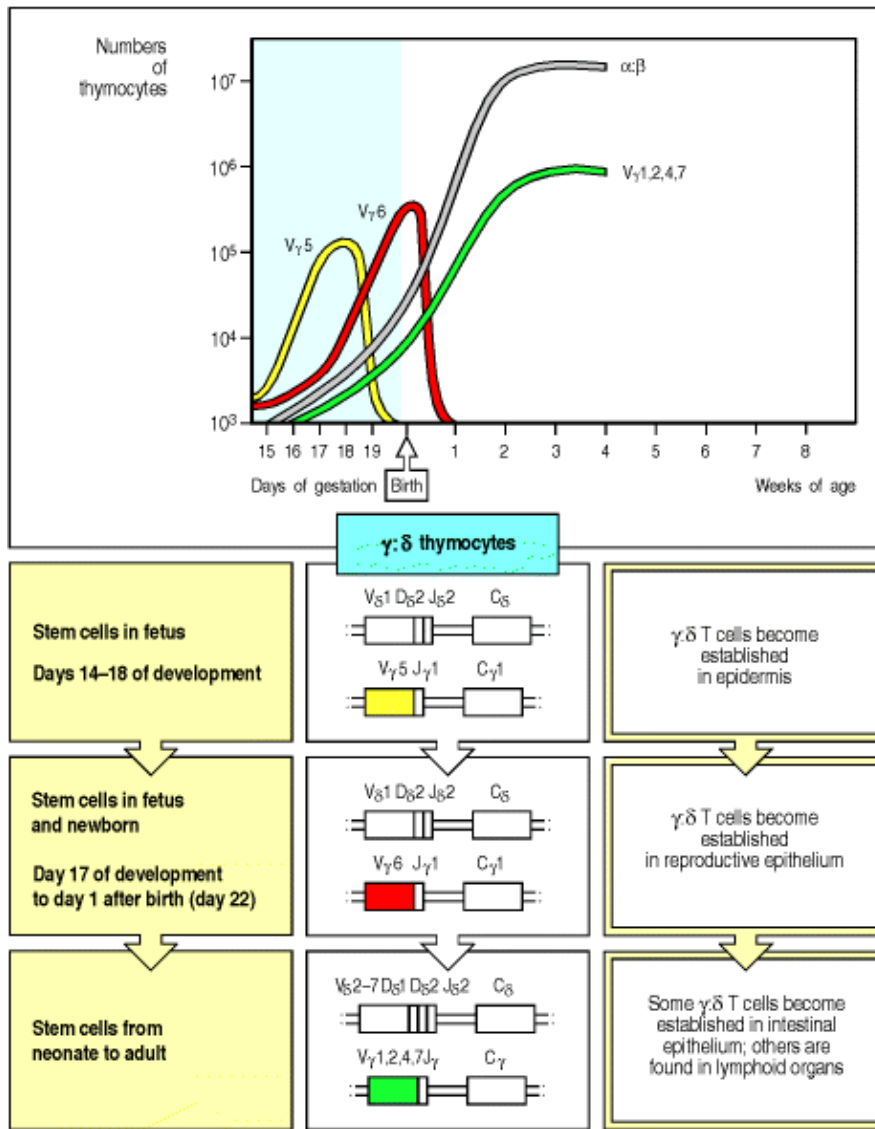 Numbers
of
thymocytes
10⁷
10⁶
10⁵
10⁴
10³
α:β
Vγ1,2,4,7
Vγ6
Vγ5
15 16 17 18 19 1 2 3 4 5 6 7 8
Days of gestation Birth Weeks of age
γ:δ thymocytes
Stem cells in fetus
Days 14–18 of development
Vδ1 Dδ2 Jδ2 Cδ
Vγ5 Jγ1 Cγ1
γ:δ T cells become
established
in epidermis
Stem cells in fetus
and newborn
Day 17 of development
to day 1 after birth (day 22)
Vδ1 Dδ2 Jδ2 Cδ
Vγ6 Jγ1 Cγ1
γ:δ T cells become
established
in reproductive epithelium
Stem cells from
neonate to adult
Vδ2–7 Dδ1 Dδ2 Jδ2 Cδ
Vγ1,2,4,7Jγ Cγ
Some γ:δ T cells become
established in intestinal
epithelium; others are
found in lymphoid organs